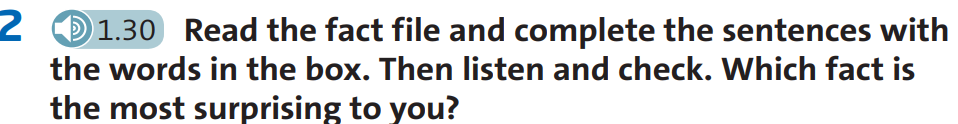 2 1.30 Read the fact file and complete the sentences with
the words in the box. Then listen and check. Which fact is
the most surprising to you?